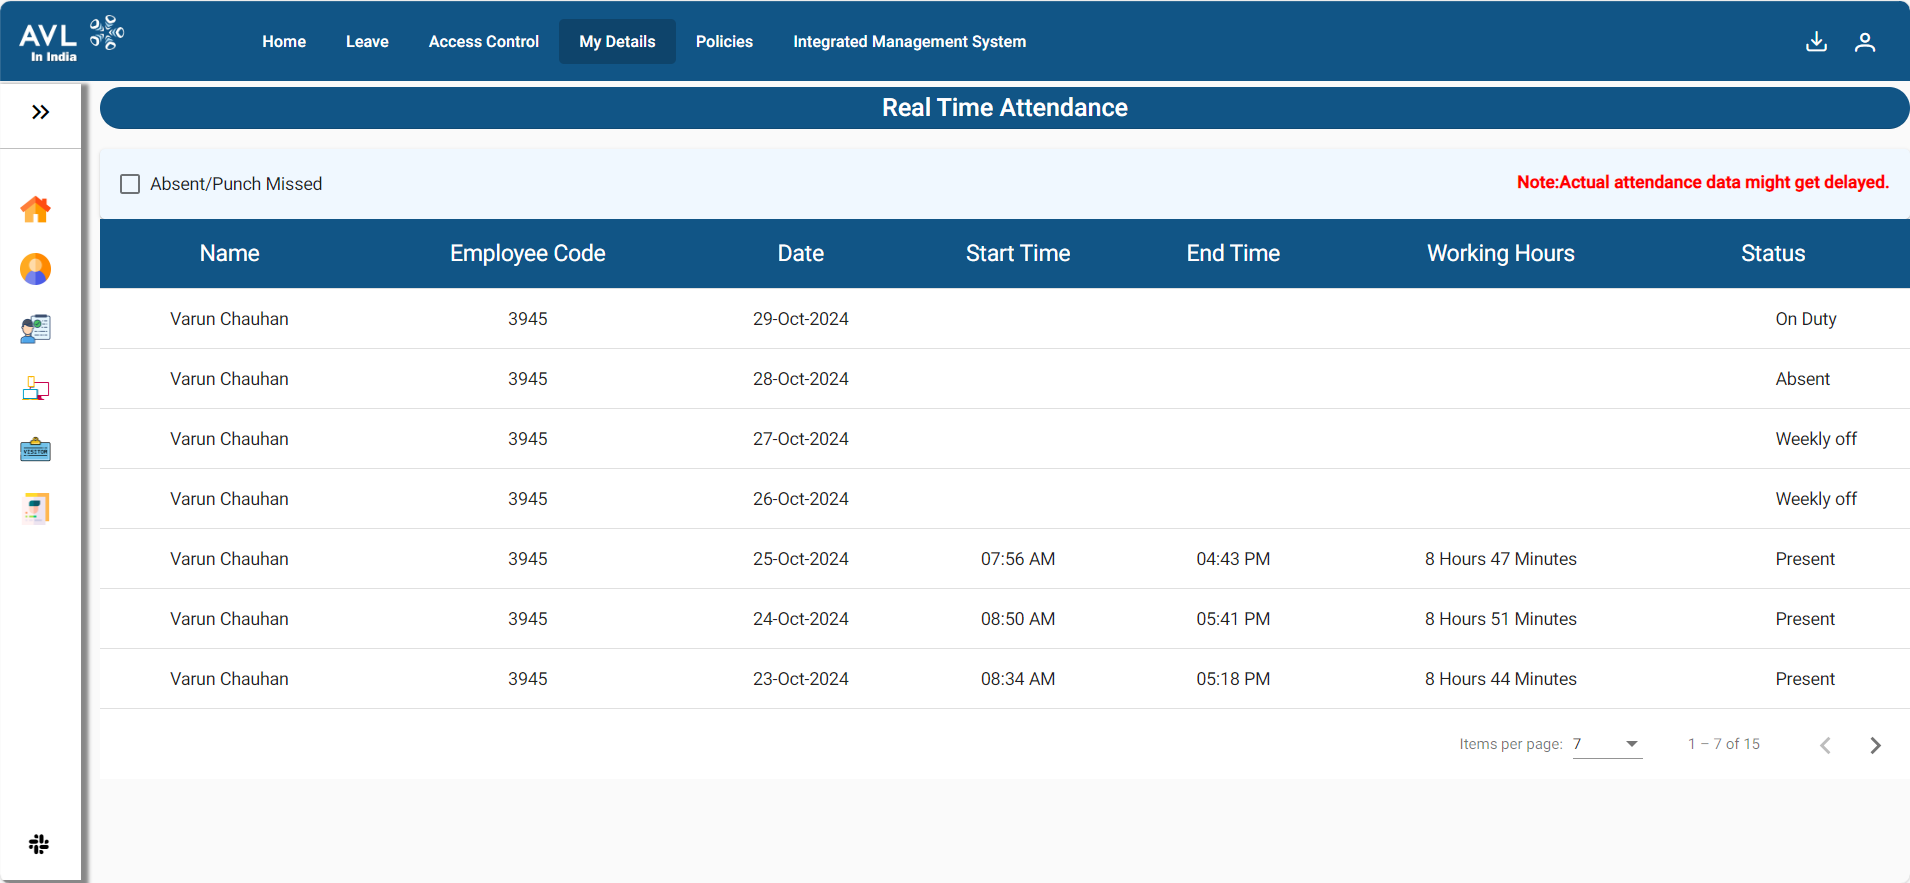 AVL
In India
Home Leave Access Control My Details Policies Integrated Management System
Real Time Attendance
Absent/Punch Missed
Note:Actual attendance data might get delayed.
Name Employee Code Date Start Time End Time Working Hours Status
Varun Chauhan 3945 29-Oct-2024 On Duty
Varun Chauhan 3945 28-Oct-2024 Absent
Varun Chauhan 3945 27-Oct-2024 Weekly off
Varun Chauhan 3945 26-Oct-2024 Weekly off
Varun Chauhan 3945 25-Oct-2024 07:56 AM 04:43 PM 8 Hours 47 Minutes Present
Varun Chauhan 3945 24-Oct-2024 08:50 AM 05:41 PM 8 Hours 51 Minutes Present
Varun Chauhan 3945 23-Oct-2024 08:34 AM 05:18 PM 8 Hours 44 Minutes Present
VISITOR
Items per page: 7 1 – 7 of 15